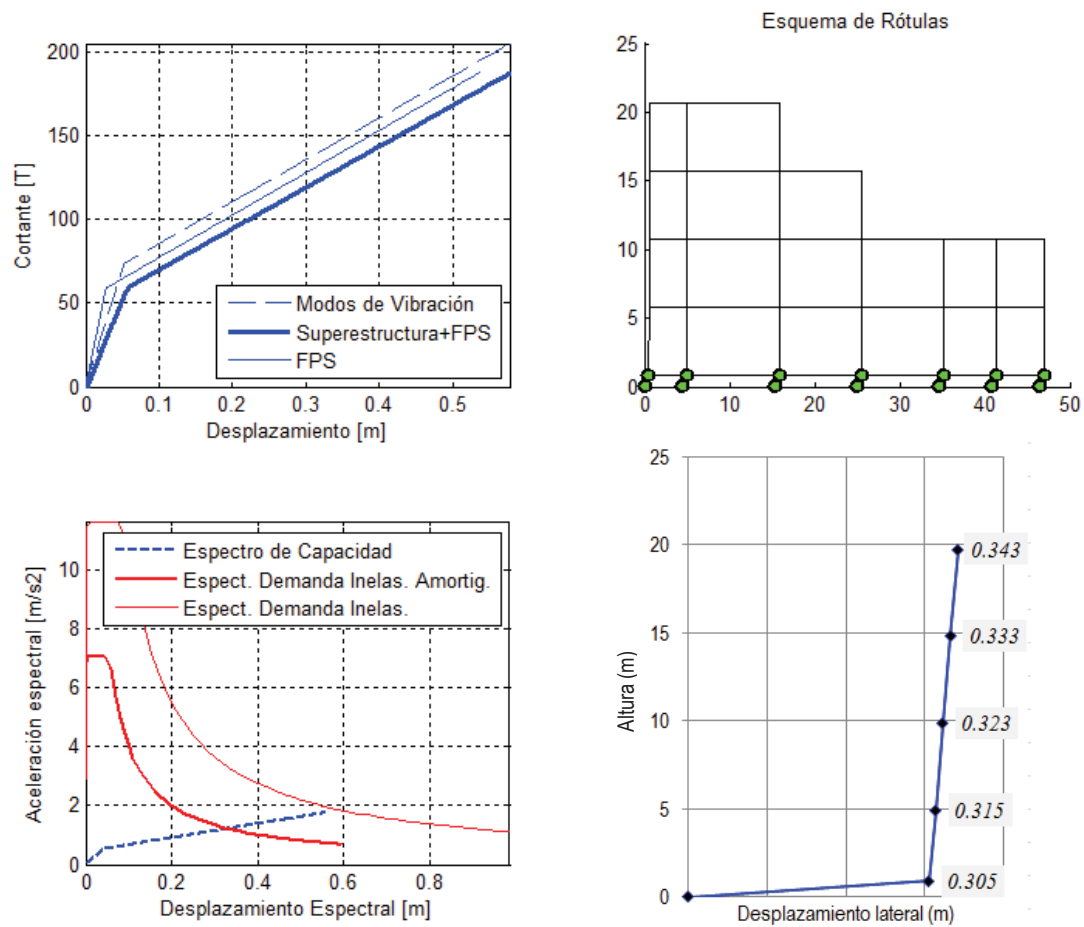 200
150
100
50
0
Cortante [T]
Modos de Vibración
Superestructura+FPS
FPS
0 0.1 0.2 0.3 0.4 0.5
Desplazamiento [m]
Esquema de Rótulas
25
20
15
10
5
0
0 10 20 30 40 50
10
8
6
4
2
0
Aceleración espectral [m/s2]
Espectro de Capacidad
Espect. Demanda Inelas. Amortig.
Espect. Demanda Inelas.
0 0.2 0.4 0.6 0.8
Desplazamiento Espectral [m]
25
20
15
10
5
0
Altura (m)
0.343
0.333
0.323
0.315
0.305
Desplazamiento lateral (m)